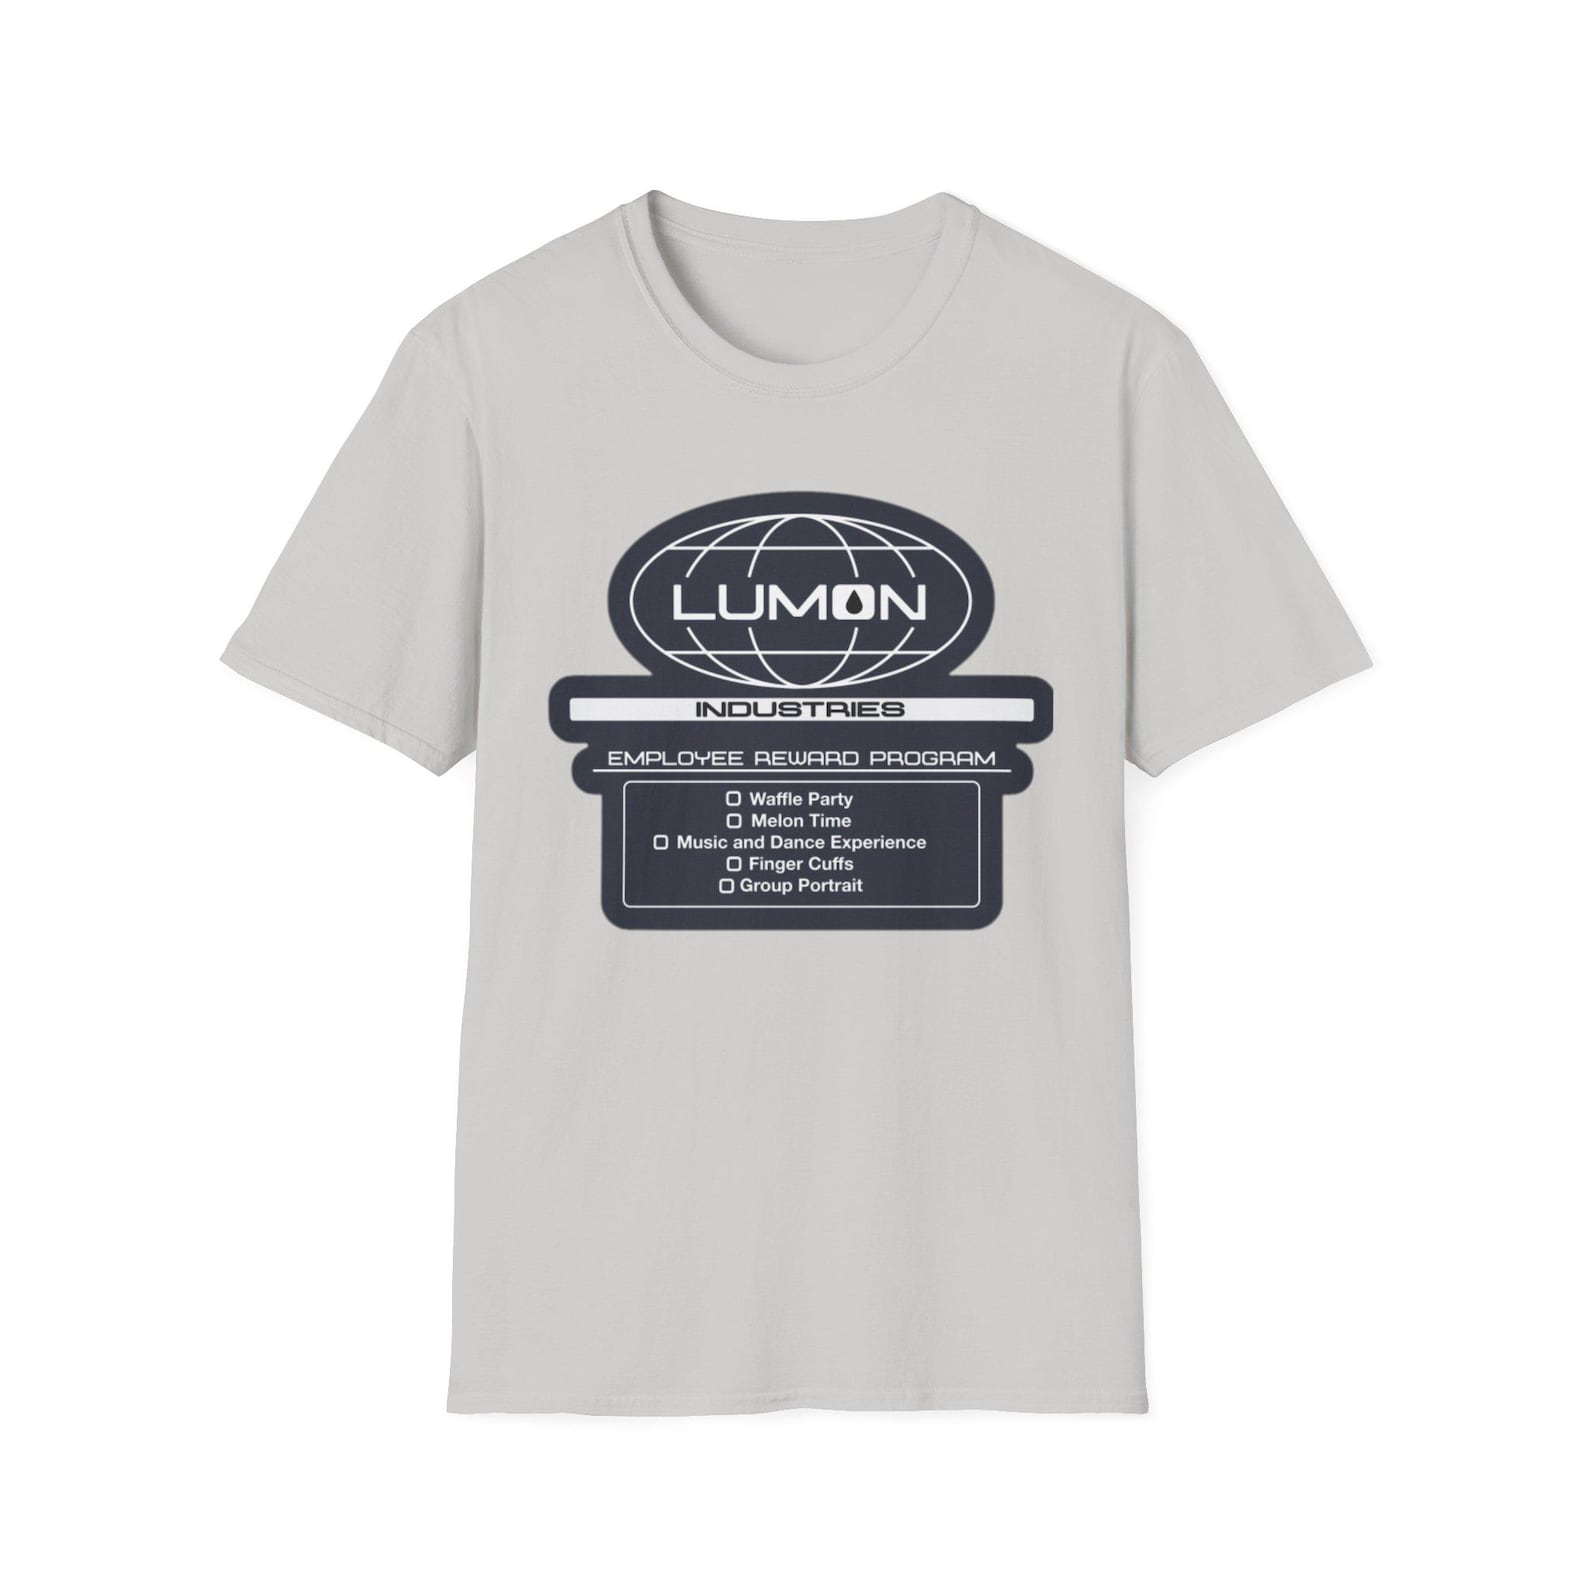 LUMON
INDUSTRIES
EMPLOYEE REWARD PROGRAM
Waffle Party
Melon Time
Music and Dance Experience
Finger Cuffs
Group Portrait